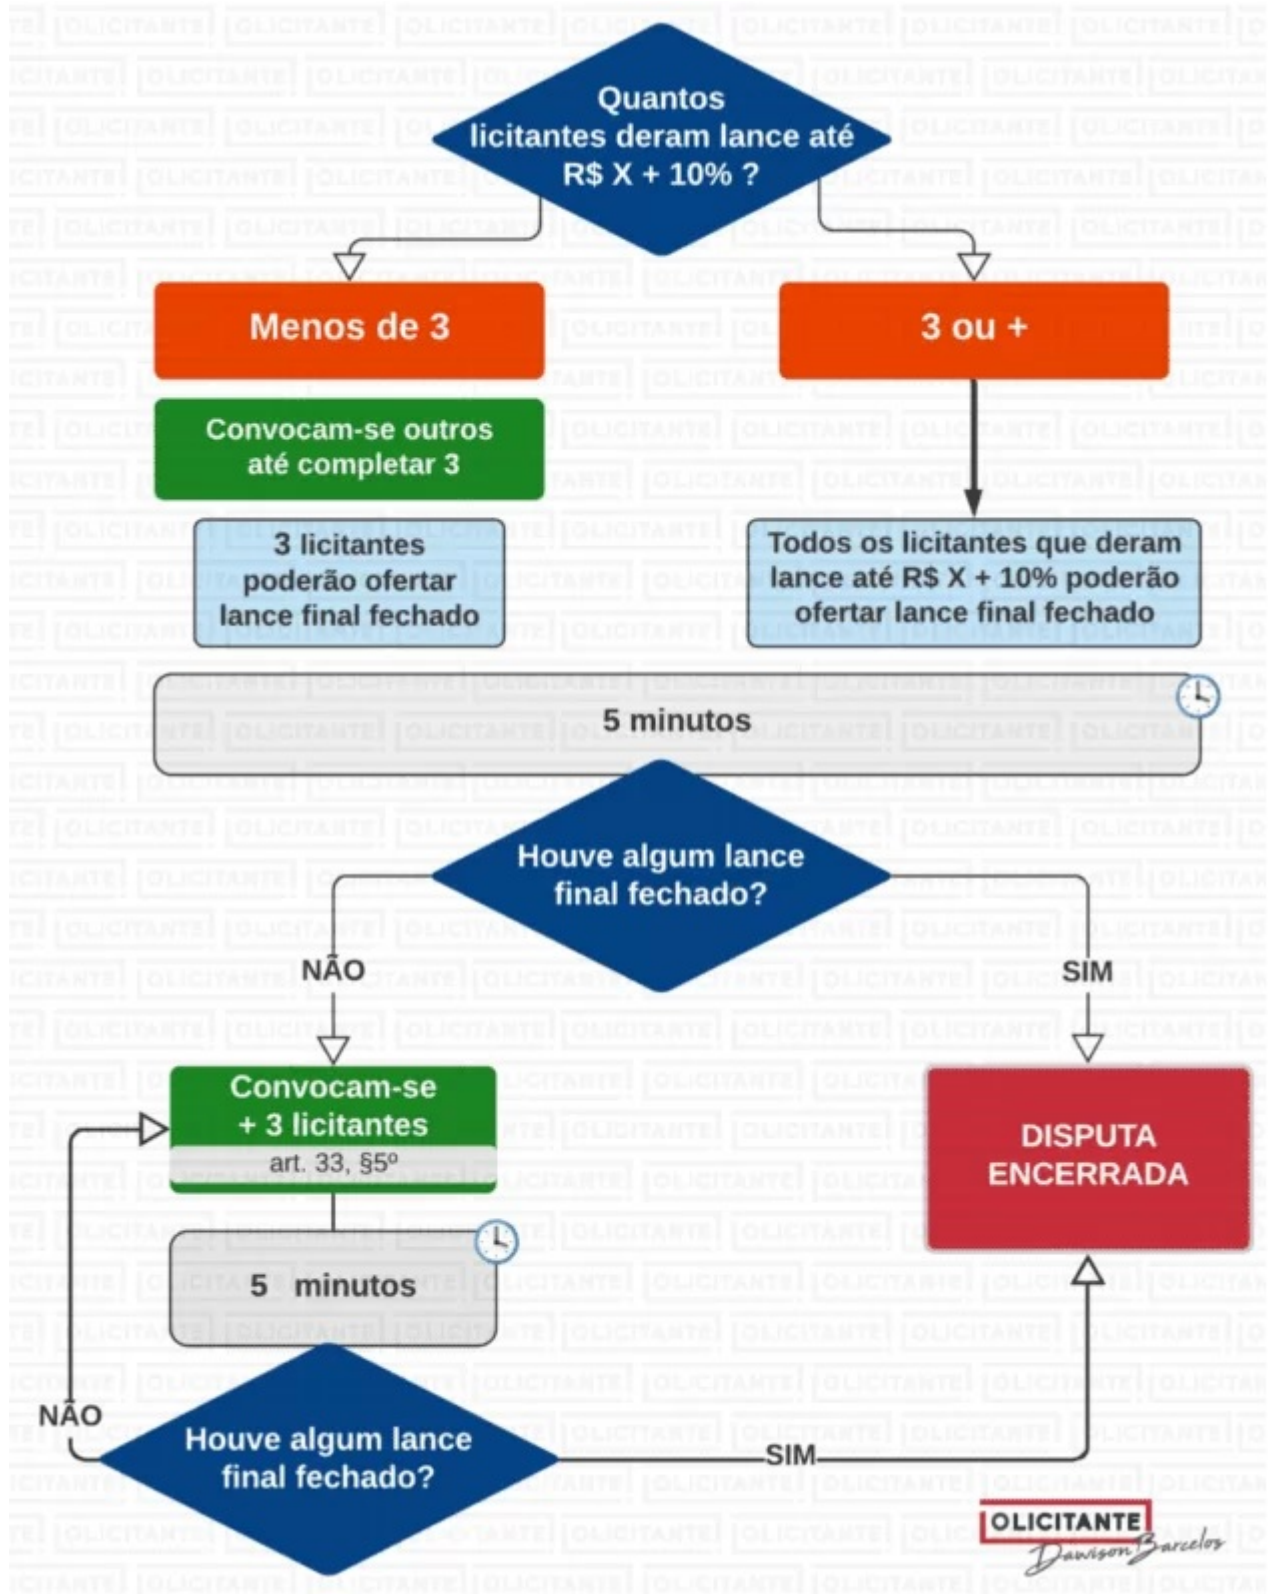 Quantos
licitantes deram lance até
R$ X + 10% ?
Menos de 3
3 ou +
Convocam-se outros
até completar 3
3 licitantes
poderão ofertar
lance final fechado
Todos os licitantes que deram
lance até R$ X + 10% poderão
ofertar lance final fechado
5 minutos
Houve algum lance
final fechado?
NÃO
SIM
Convocam-se
+ 3 licitantes
art. 33, §5º
DISPUTA
ENCERRADA
5 minutos
NÃO
Houve algum lance
final fechado?
SIM
OLICITANTE
Dawison Barcelos